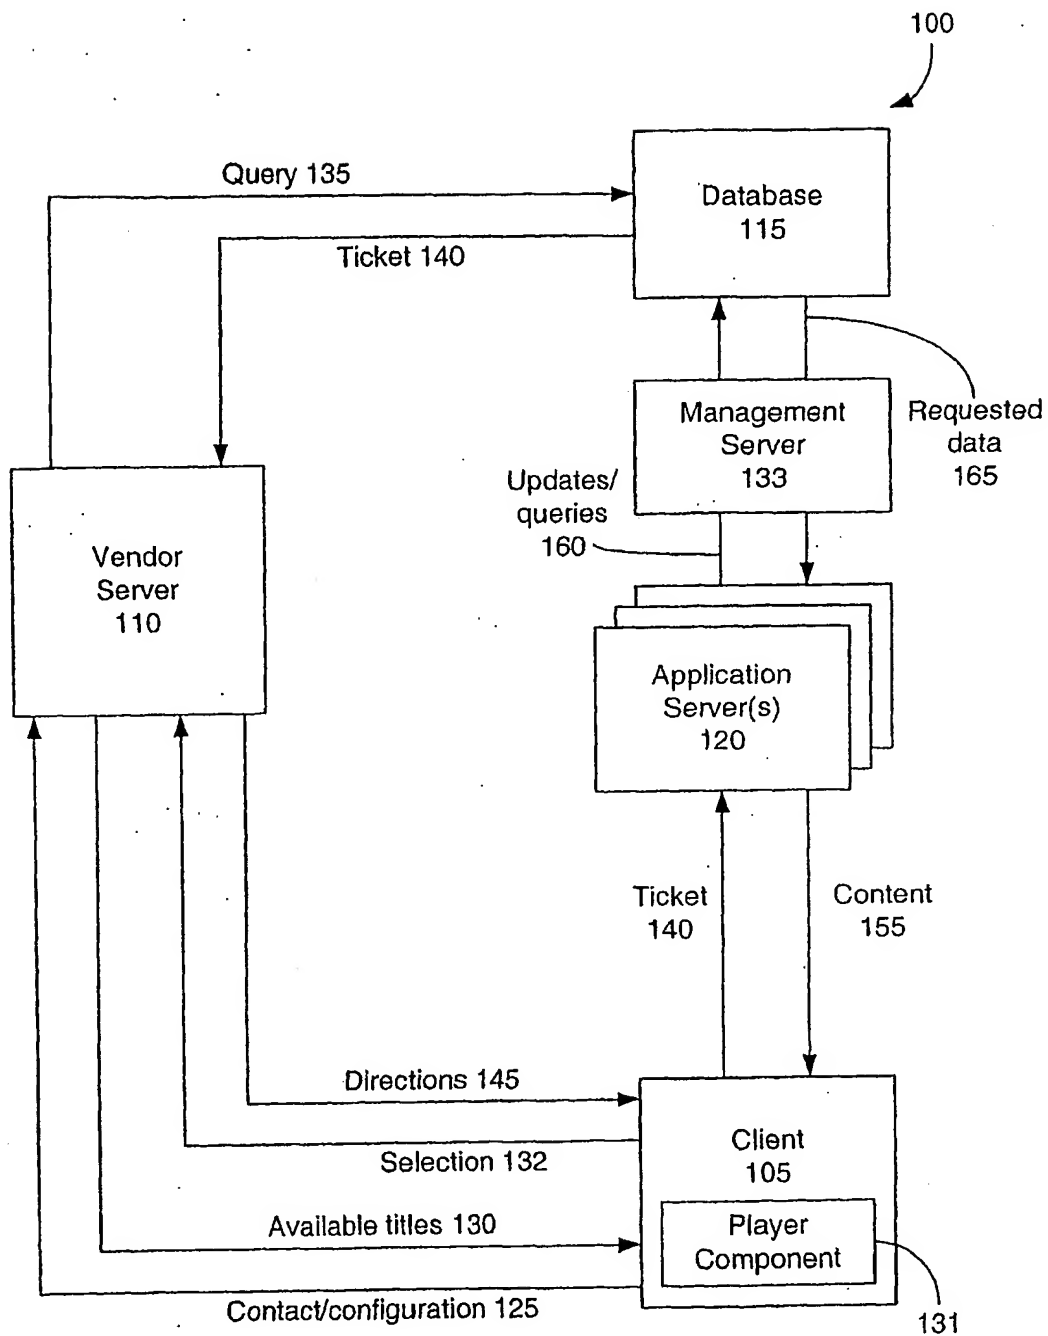 100
Query 135
Database
115
Ticket 140
Management
Server
133
Requested
data
165
Updates/
queries
160
Vendor
Server
110
Application
Server(s)
120
Ticket
140
Content
155
Directions 145
Client
105
Selection 132
Available titles 130
Player
Component
Contact/configuration 125
131